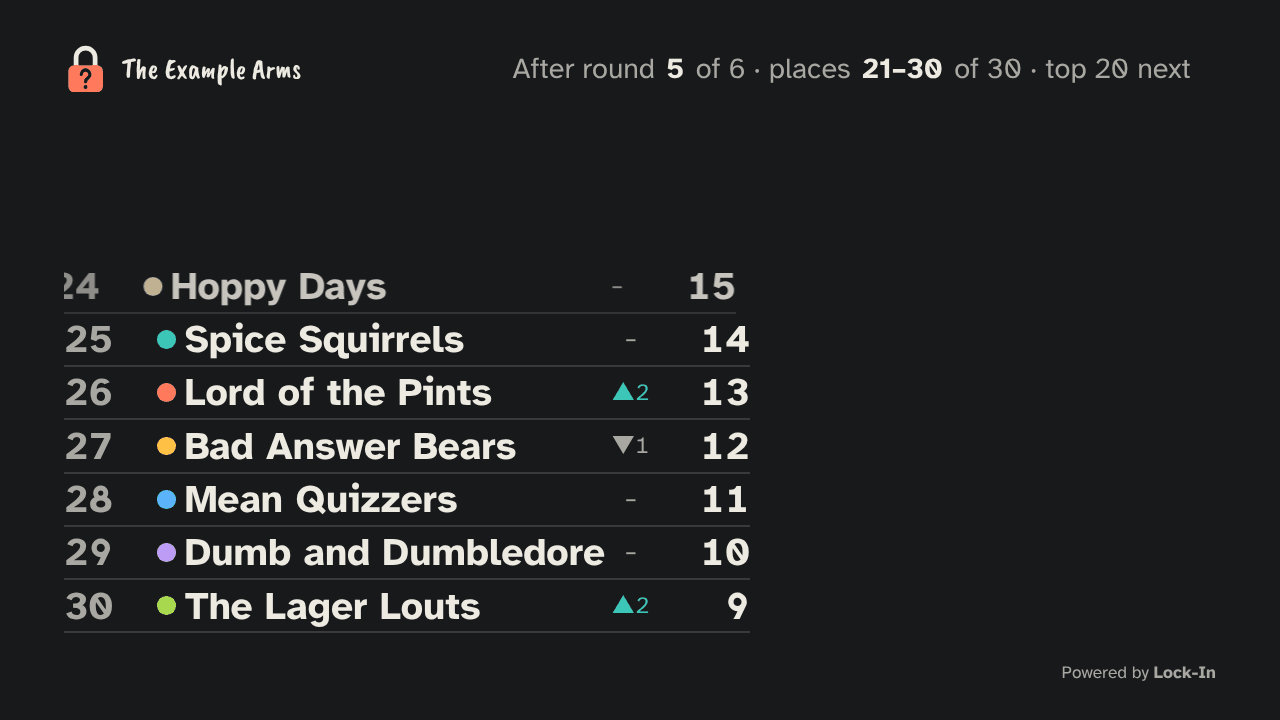 The Example Arms
After round 5 of 6 · places 21–30 of 30 · top 20 next
24 Hoppy Days - 15
25 Spice Squirrels - 14
26 Lord of the Pints ▲2 13
27 Bad Answer Bears ▼1 12
28 Mean Quizzers - 11
29 Dumb and Dumbledore - 10
30 The Lager Louts ▲2 9
Powered by Lock-In